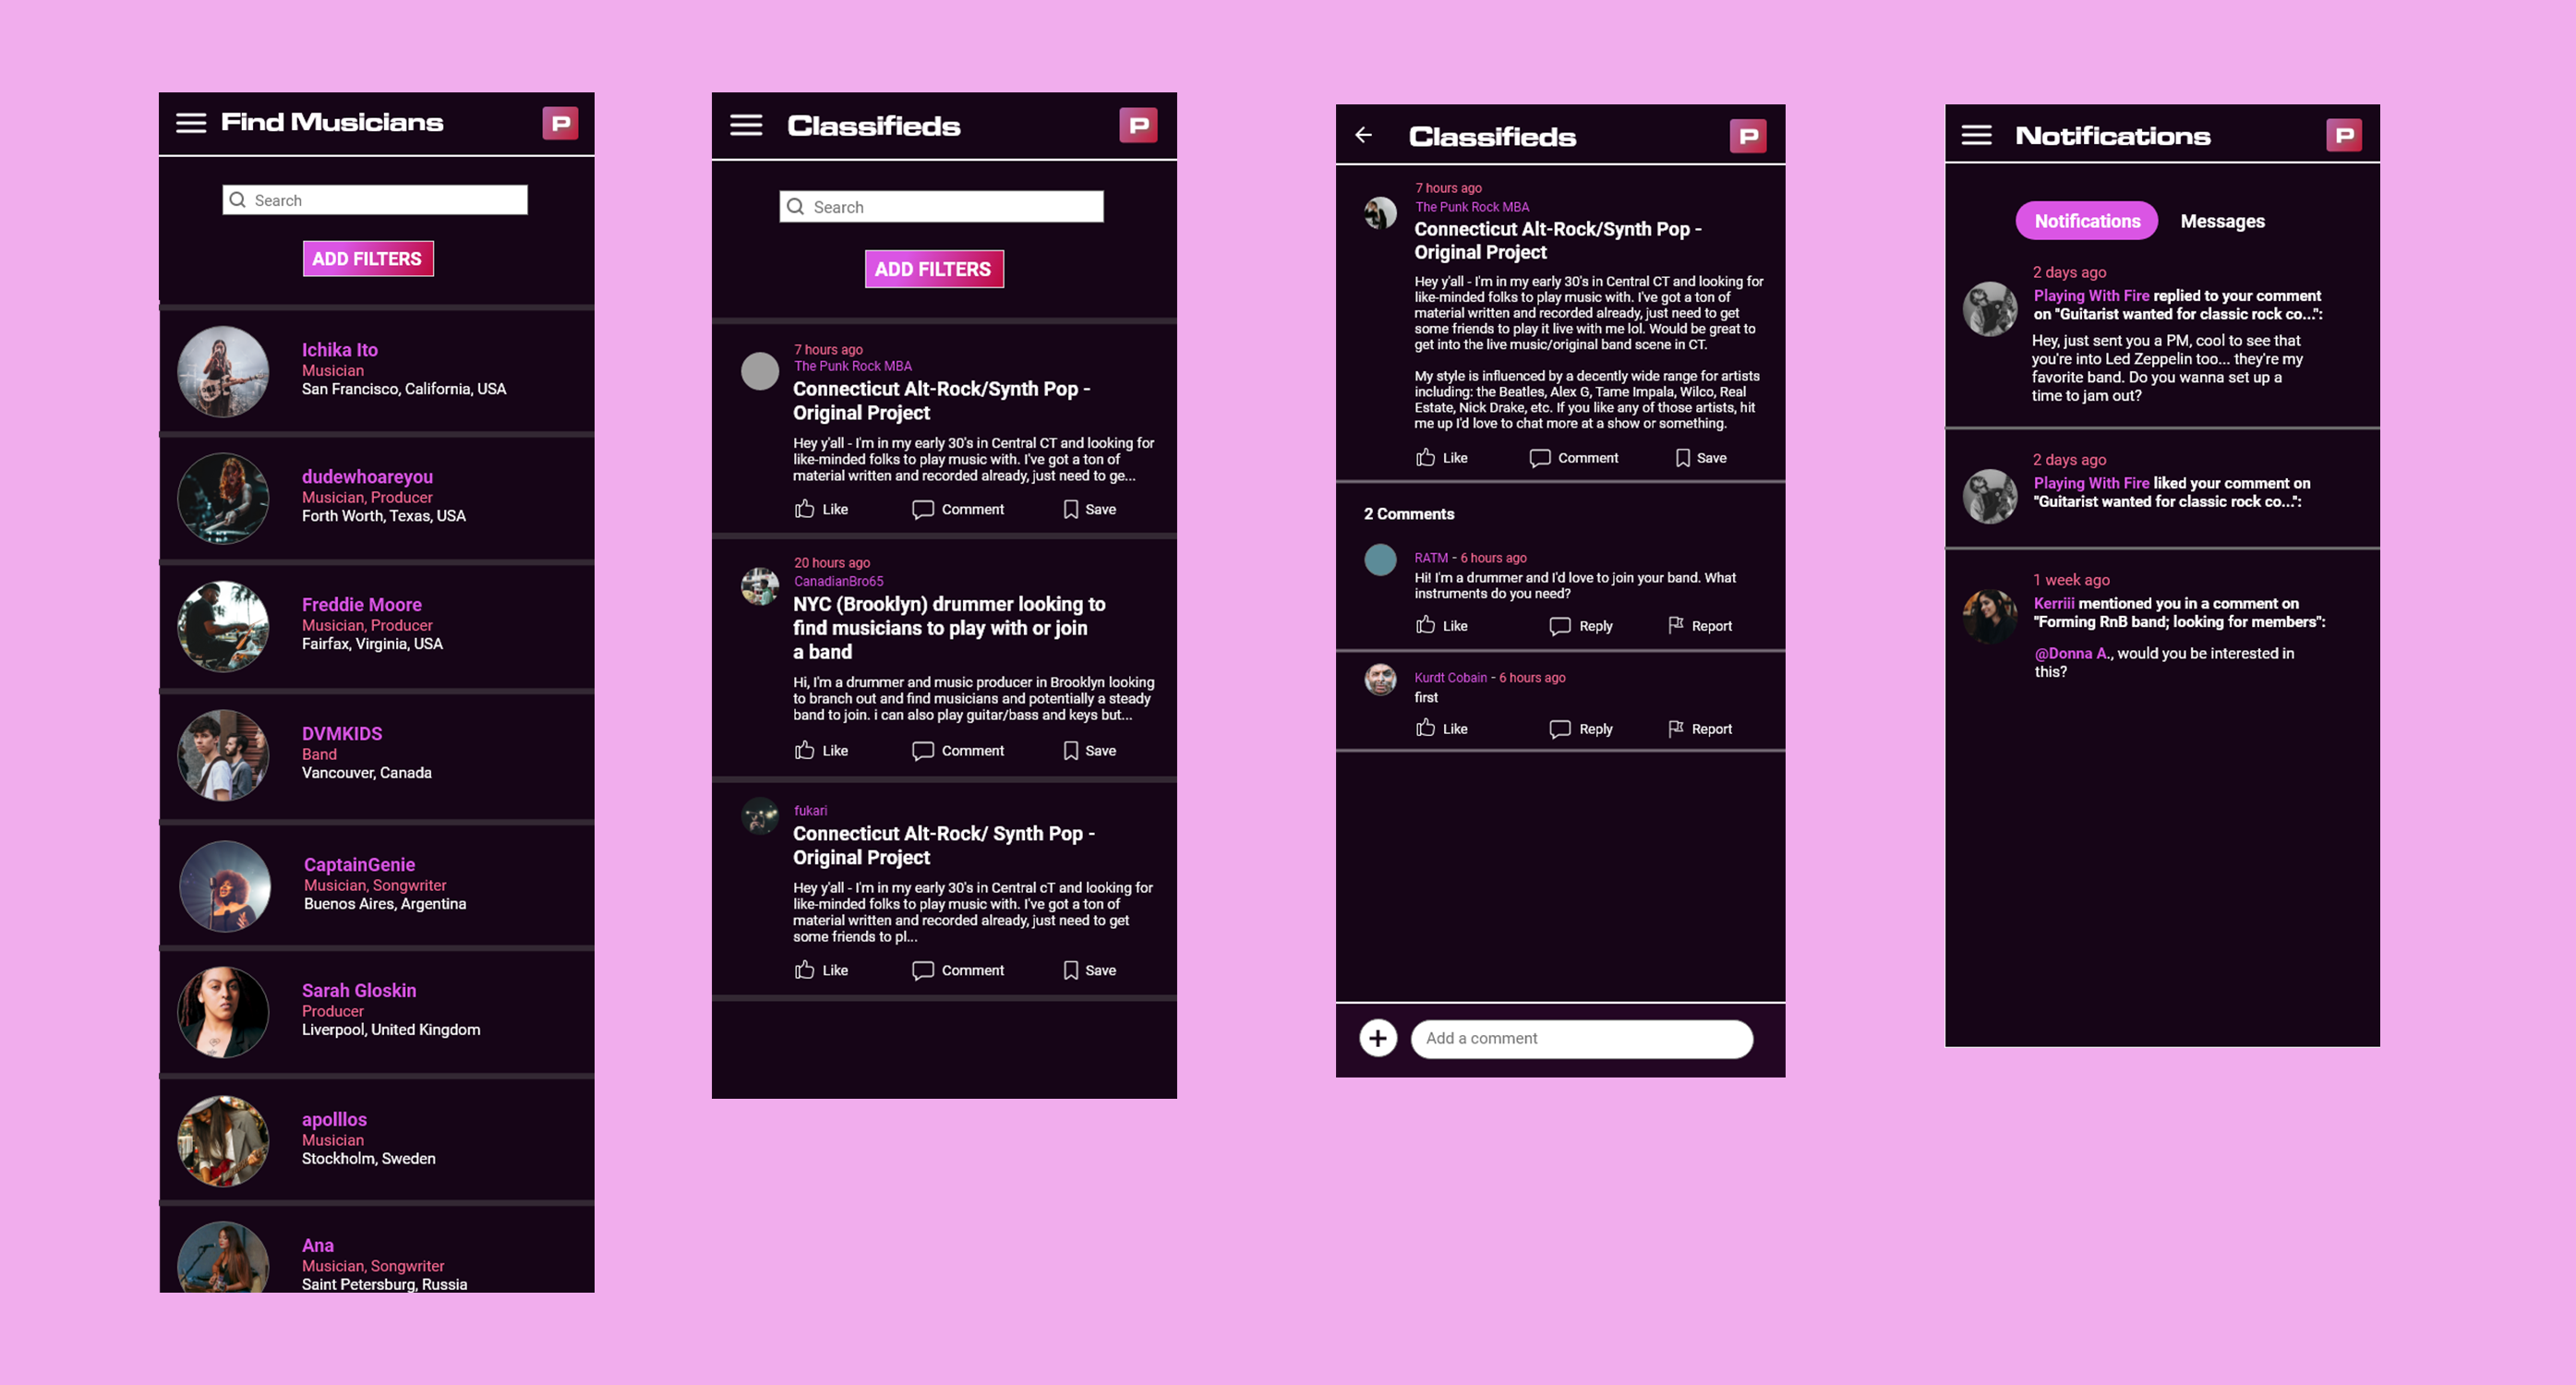 Find Musicians
P
Search
ADD FILTERS
Ichika Ito
Musician
San Francisco, California, USA
dudewhoareyou
Musician, Producer
Forth Worth, Texas, USA
Freddie Moore
Musician, Producer
Fairfax, Virginia, USA
DVMKIDS
Band
Vancouver, Canada
CaptainGenie
Musician, Songwriter
Buenos Aires, Argentina
Sarah Gloskin
Producer
Liverpool, United Kingdom
apolllos
Musician
Stockholm, Sweden
Ana
Musician, Songwriter
Saint Petersburg, Russia
Classifieds
P
Search
ADD FILTERS
7 hours ago
The Punk Rock MBA
Connecticut Alt-Rock/Synth Pop -
Original Project
Hey y'all - I'm in my early 30's in Central CT and looking for
like-minded folks to play music with. I've got a ton of
material written and recorded already, just need to ge...
Like
Comment
Save
20 hours ago
CanadianBro65
NYC (Brooklyn) drummer looking to
find musicians to play with or join
a band
Hi, I'm a drummer and music producer in Brooklyn looking
to branch out and find musicians and potentially a steady
band to join. i can also play guitar/bass and keys but...
Like
Comment
Save
fukari
Connecticut Alt-Rock/ Synth Pop -
Original Project
Hey y'all - I'm in my early 30's in Central cT and looking for
like-minded folks to play music with. I've got a ton of
material written and recorded already, just need to get
some friends to pl...
Like
Comment
Save
Classifieds
P
7 hours ago
The Punk Rock MBA
Connecticut Alt-Rock/Synth Pop -
Original Project
Hey y'all - I'm in my early 30's in Central CT and looking for
like-minded folks to play music with. I've got a ton of
material written and recorded already, just need to get
some friends to play it live with me lol. Would be great to
get into the live music/original band scene in CT.
My style is influenced by a decently wide range for artists
including: the Beatles, Alex G, Tame Impala, Wilco, Real
Estate, Nick Drake, etc. If you like any of those artists, hit
me up I'd love to chat more at a show or something.
Like
Comment
Save
2 Comments
RATM - 6 hours ago
Hi! I'm a drummer and I'd love to join your band. What
instruments do you need?
Like
Reply
Report
Kurdt Cobain - 6 hours ago
first
Like
Reply
Report
Add a comment
Notifications
P
Notifications
Messages
2 days ago
Playing With Fire replied to your comment
on "Guitarist wanted for classic rock co...":
Hey, just sent you a PM, cool to see that
you're into Led Zeppelin too... they're my
favorite band. Do you wanna set up a
time to jam out?
2 days ago
Playing With Fire liked your comment on
"Guitarist wanted for classic rock co...":
1 week ago
Kerriii mentioned you in a comment on
"Forming RnB band; looking for members":
@Donna A., would you be interested in
this?